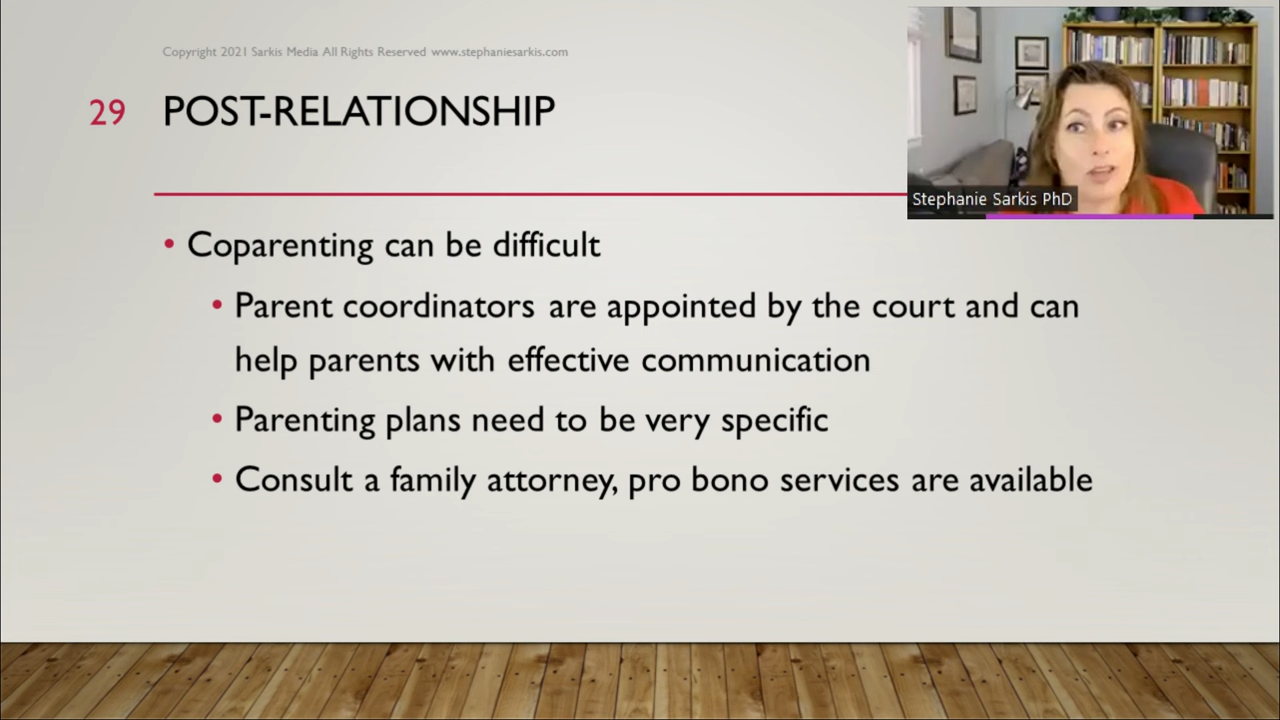 Copyright 2021 Sarkis Media All Rights Reserved www.stephaniesarkis.com
29 POST-RELATIONSHIP
Stephanie Sarkis PhD
• Coparenting can be difficult
• Parent coordinators are appointed by the court and can
help parents with effective communication
• Parenting plans need to be very specific
• Consult a family attorney, pro bono services are available